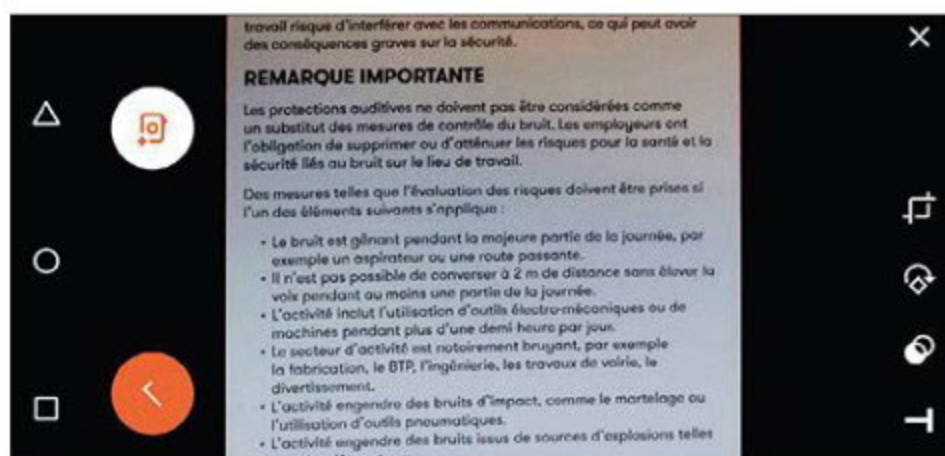 travail risque d'interférer avec les communications, ce qui peut avoir
des conséquences graves sur la sécurité.
REMARQUE IMPORTANTE
Les protections auditives ne doivent pas être considérées comme
un substitut des mesures de contrôle du bruit. Les employeurs ont
l'obligation de supprimer ou d'atténuer les risques pour la santé et la
sécurité liés au bruit sur le lieu de travail.
Des mesures telles que l'évaluation des risques doivent être prises si
l'un des éléments suivants s'applique :
• Le bruit est gênant pendant la majeure partie de la journée, par
exemple un aspirateur ou une route passante.
• Il n'est pas possible de converser à 2 m de distance sans élever la
voix pendant au moins une partie de la journée.
• L'activité inclut l'utilisation d'outils électro-mécaniques ou de
machines pendant plus d'une demi heure par jour.
• Le secteur d'activité est notoirement bruyant, par exemple
la fabrication, le BTP, l'ingénierie, les travaux de voirie, le
divertissement.
• L'activité engendre des bruits d'impact, comme le martelage ou
l'utilisation d'outils pneumatiques.
• L'activité engendre des bruits issus de sources d'explosions telles